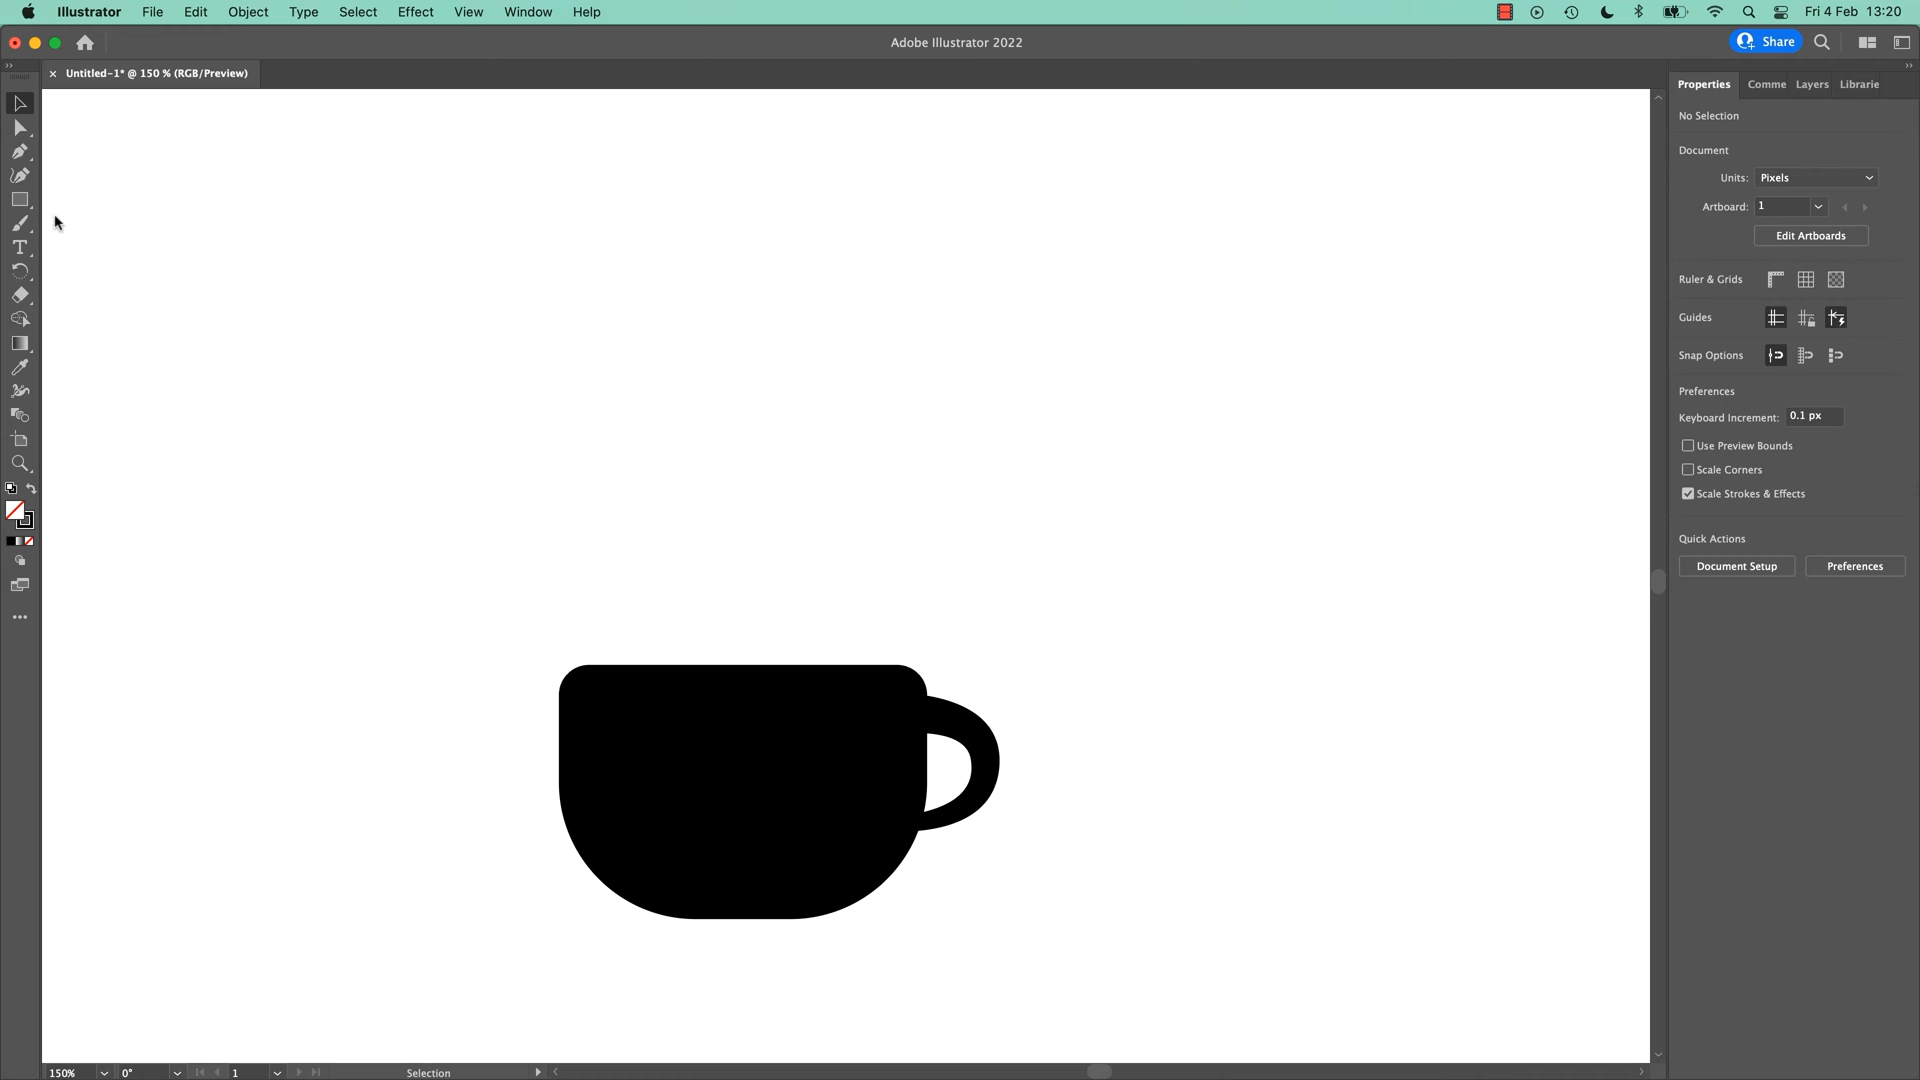 Illustrator File Edit Object Type Select Effect View Window Help Fri 4 Feb 13:20
Adobe Illustrator 2022 Share
Untitled-1* @ 150 % (RGB/Preview)
Properties Comme Layers Librarie
No Selection
Document
Units: Pixels
Artboard: 1
Edit Artboards
Ruler & Grids
Guides
Snap Options
Preferences
Keyboard Increment: 0.1 px
Use Preview Bounds
Scale Corners
Scale Strokes & Effects
Quick Actions
Document Setup Preferences
150% 0° 1 Selection